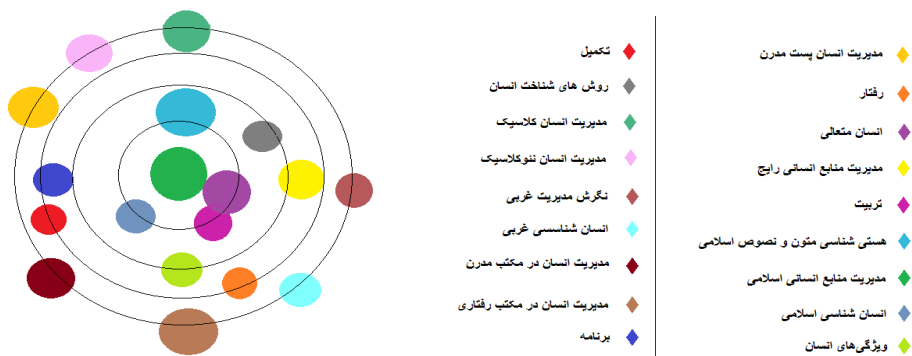 مدیریت انسان پست مدرن
رفتار
انسان متعالی
مدیریت منابع انسانی رایج
تربیت
هستی شناسی متون و نصوص اسلامی
مدیریت منابع انسانی اسلامی
انسان شناسی اسلامی
ویژگی‌های انسان
تکمیل
روش های شناخت انسان
مدیریت انسان کلاسیک
مدیریت انسان نئوکلاسیک
نگرش مدیریت غربی
انسان شناسسی غربی
مدیریت انسان در مکتب مدرن
مدیریت انسان در مکتب رفتاری
برنامه